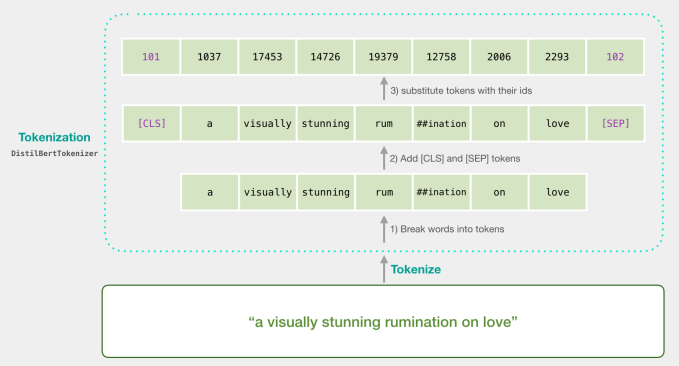 101 1037 17453 14726 19379 12758 2006 2293 102
3) substitute tokens with their ids
[CLS] a visually stunning rum ##ination on love [SEP]
Tokenization
DistilBertTokenizer
2) Add [CLS] and [SEP] tokens
a visually stunning rum ##ination on love
1) Break words into tokens
Tokenize
“a visually stunning rumination on love”